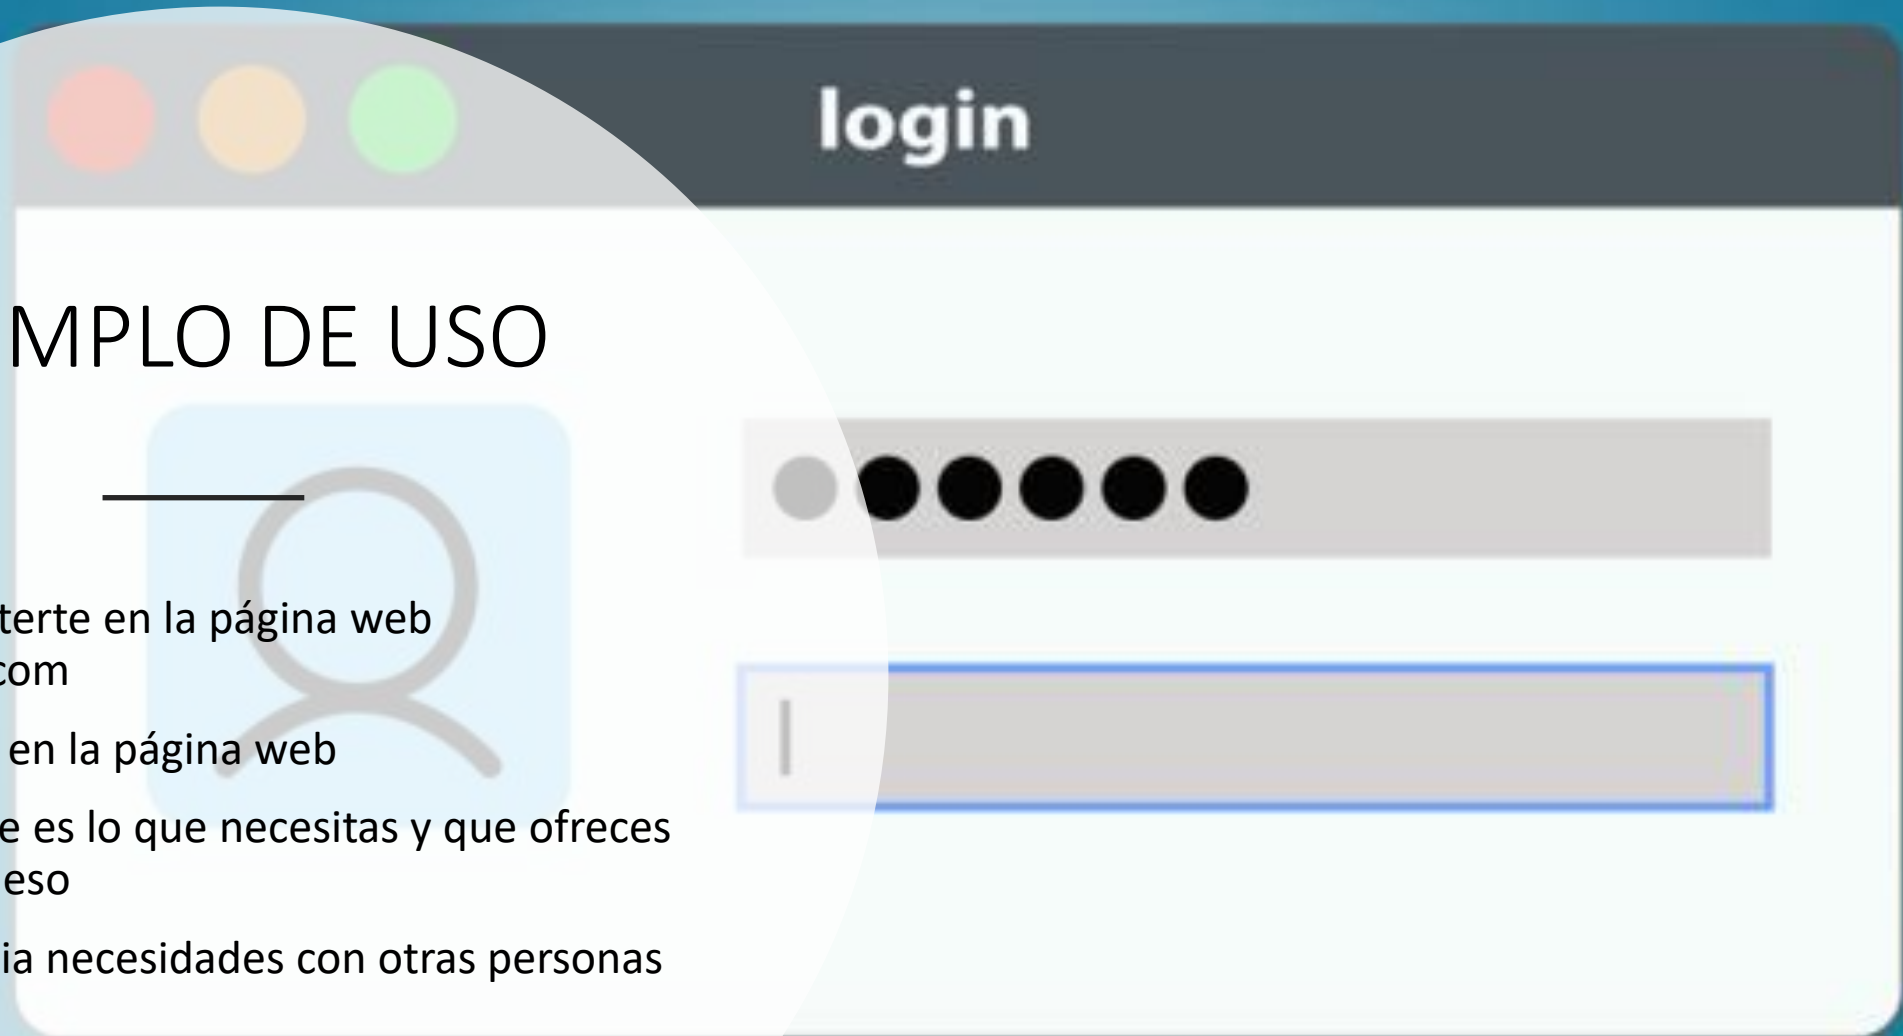 login
MPLO DE USO
terte en la página web
com
en la página web
e es lo que necesitas y que ofreces
eso
ia necesidades con otras personas